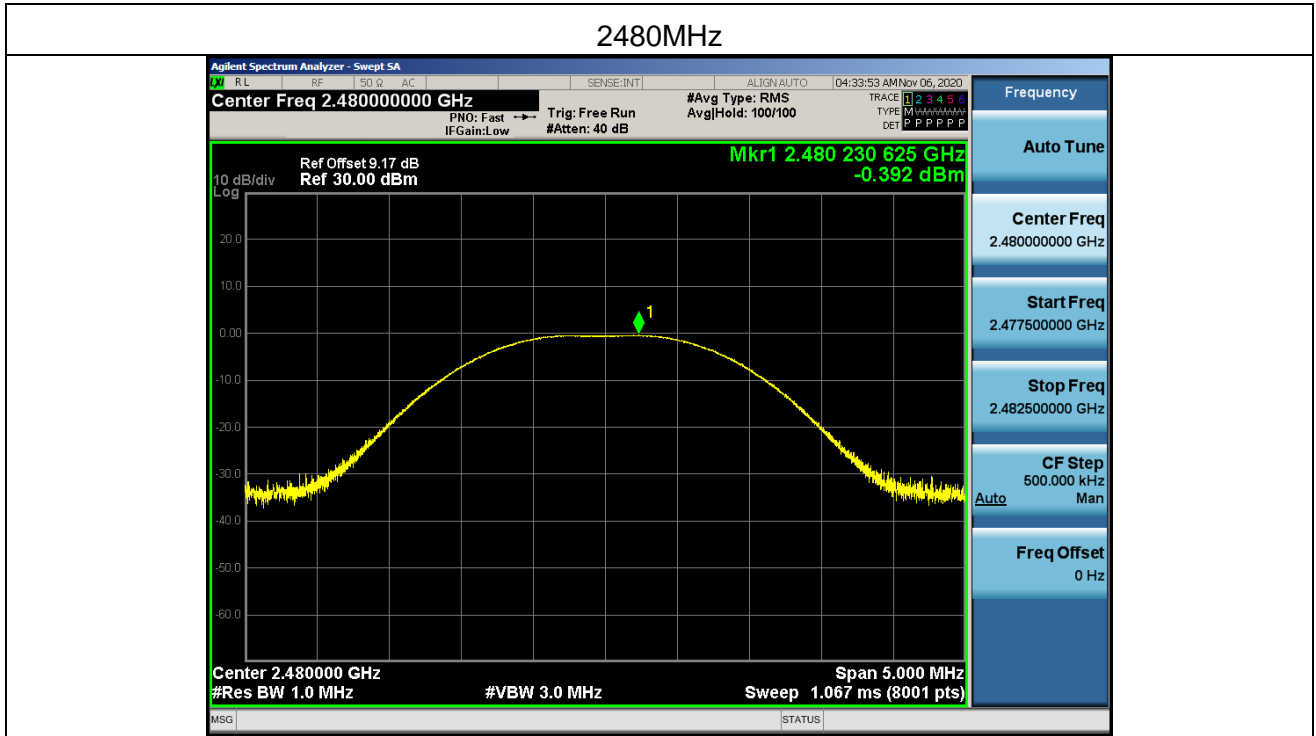 2480MHz
Agilent Spectrum Analyzer - Swept SA
LXI RL RF 50 Ω AC SENSE:INT ALIGN AUTO 04:33:53 AM Nov 06, 2020
Center Freq 2.480000000 GHz
PNO: Fast
IFGain:Low
Trig: Free Run
#Atten: 40 dB
#Avg Type: RMS
Avg|Hold: 100/100
TRACE 1 2 3 4 5 6
TYPE M
DET P P P P P P
Ref Offset 9.17 dB
10 dB/div Ref 30.00 dBm
Log
Mkr1 2.480 230 625 GHz
-0.392 dBm
20.0
10.0
0.00
-10.0
-20.0
-30.0
-40.0
-50.0
-60.0
1
Center 2.480000 GHz Span 5.000 MHz
#Res BW 1.0 MHz #VBW 3.0 MHz Sweep 1.067 ms (8001 pts)
MSG STATUS
Frequency
Auto Tune
Center Freq
2.480000000 GHz
Start Freq
2.477500000 GHz
Stop Freq
2.482500000 GHz
CF Step
500.000 kHz
Auto Man
Freq Offset
0 Hz